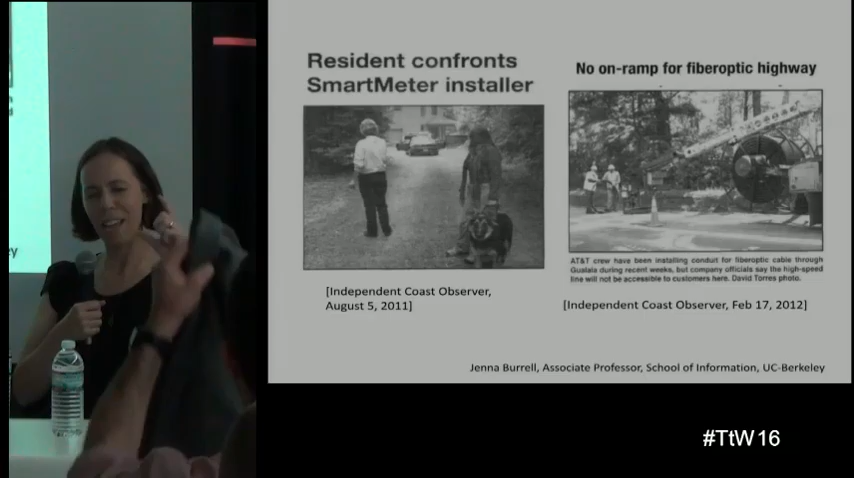 Resident confronts
SmartMeter installer
No on-ramp for fiberoptic highway
AT&T crew have been installing conduit for fiberoptic cable through
Gualala during recent weeks, but company officials say the high-speed
line will not be accessible to customers here. David Torres photo.
[Independent Coast Observer,
August 5, 2011]
[Independent Coast Observer, Feb 17, 2012]
Jenna Burrell, Associate Professor, School of Information, UC-Berkeley
#TtW16